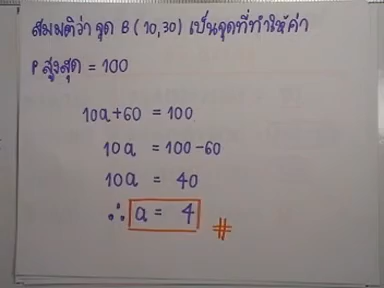 สมมติว่า จุด B (10,30) เป็นจุดที่ทำให้ค่า
P สูงสุด = 100
10a+60 = 100
10a = 100-60
10a = 40
∴ a = 4 #